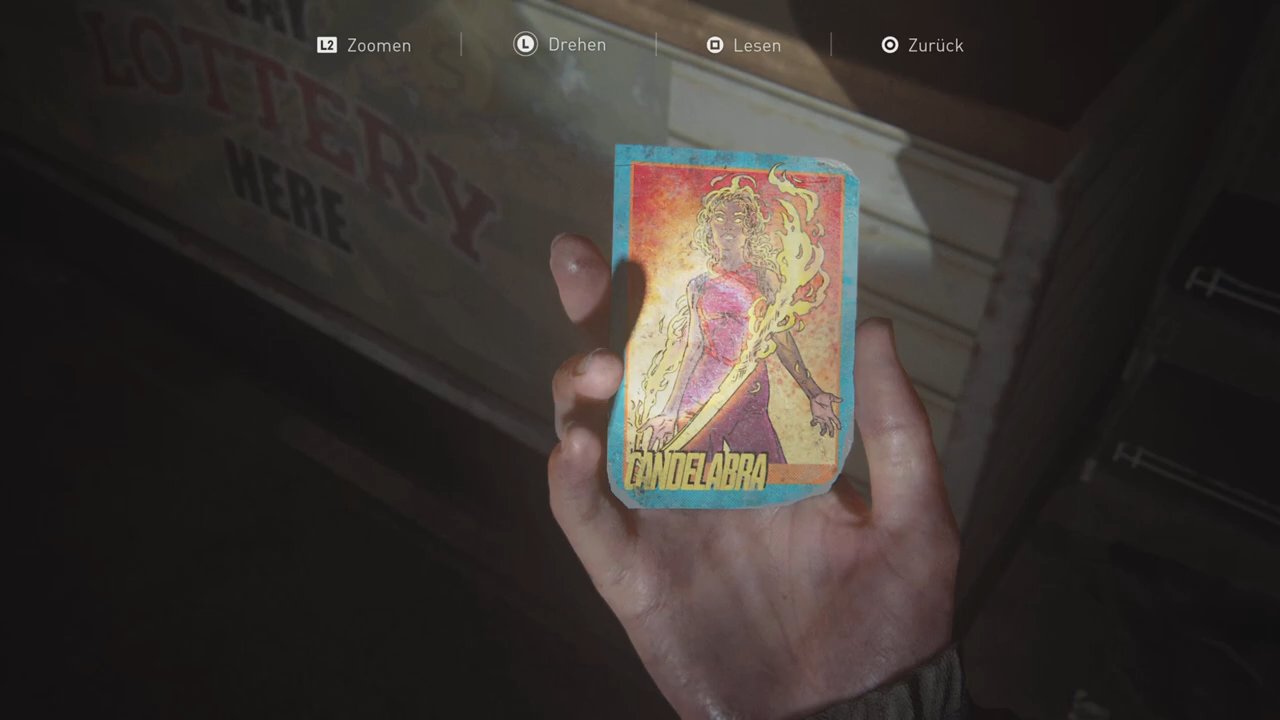 L2 Zoomen
L Drehen
Lesen
Zurück
LOTTERY
HERE
CANDELABRA